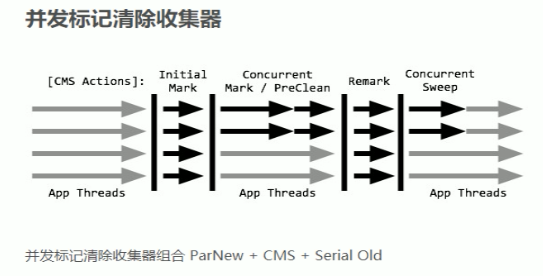 并发标记清除收集器
[CMS Actions]:
Initial
Mark
Concurrent
Mark / PreClean
Remark
Concurrent
Sweep
App Threads
App Threads
App Threads
并发标记清除收集器组合 ParNew + CMS + Serial Old